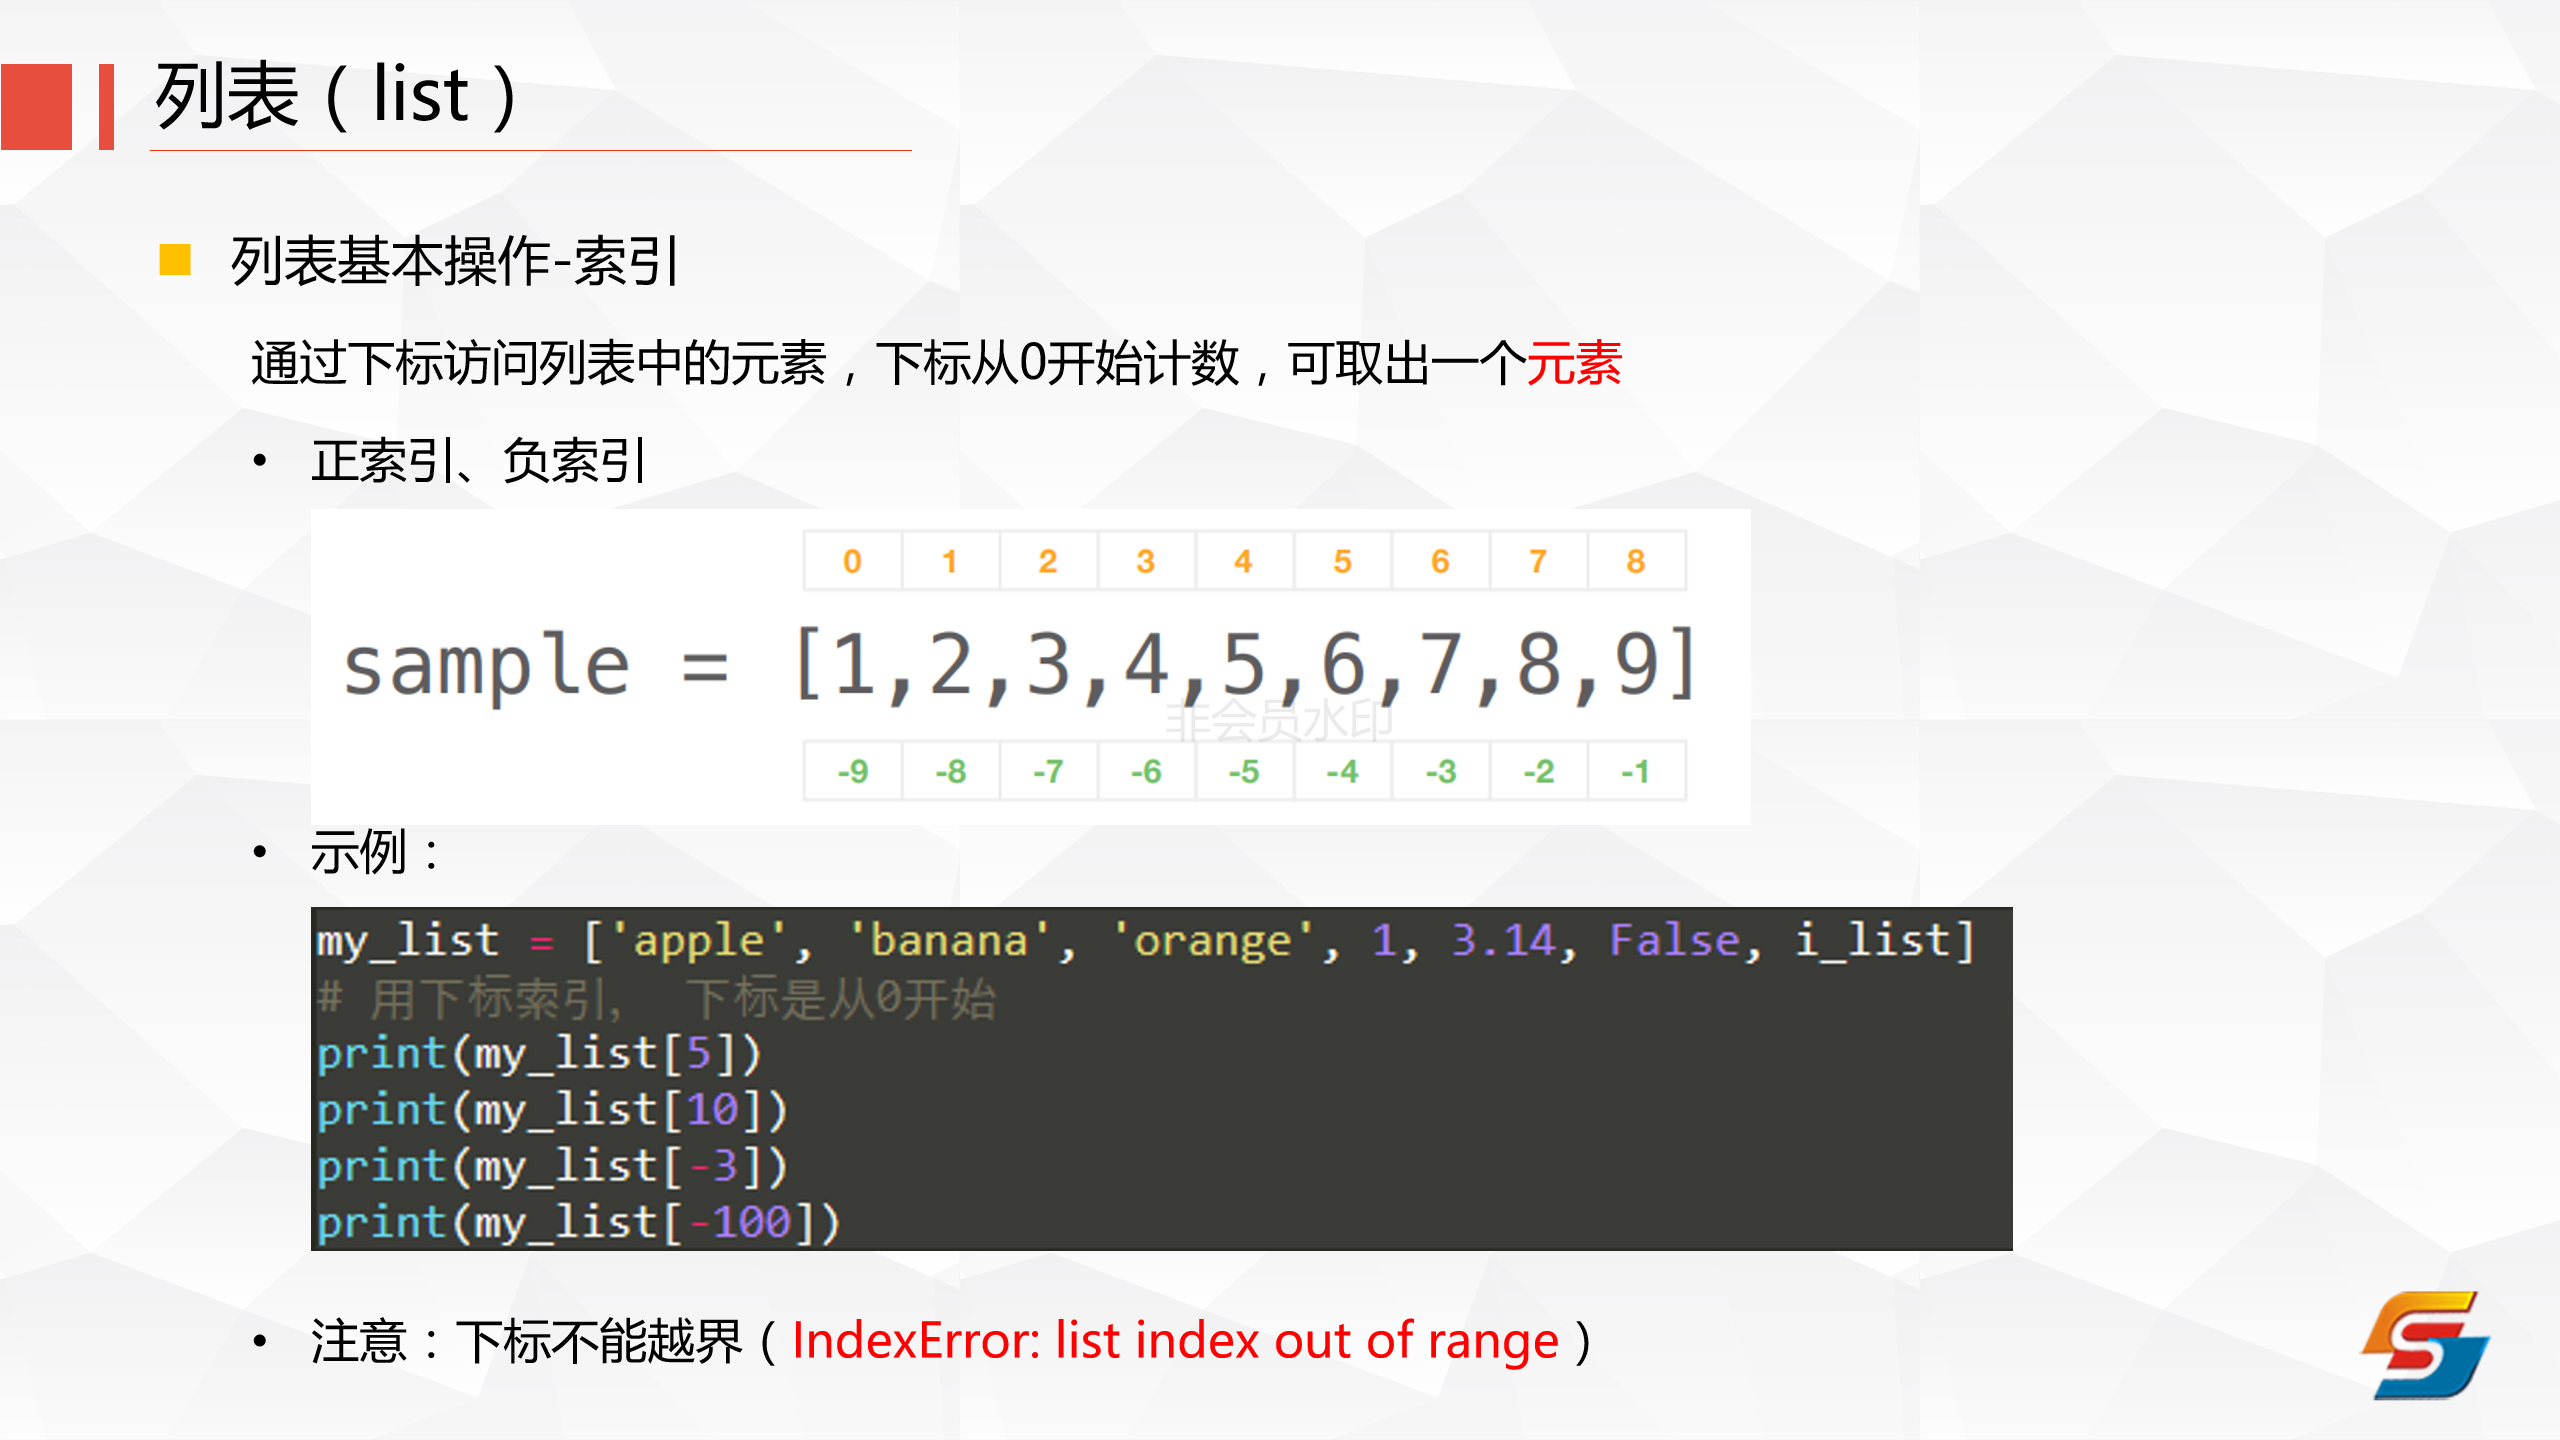 列表（list）
列表基本操作-索引
通过下标访问列表中的元素，下标从0开始计数，可取出一个元素
• 正索引、负索引
0 1 2 3 4 5 6 7 8
sample = [1,2,3,4,5,6,7,8,9]
非会员水印
-9 -8 -7 -6 -5 -4 -3 -2 -1
• 示例：
my_list = ['apple', 'banana', 'orange', 1, 3.14, False, i_list]
# 用下标索引， 下标是从0开始
print(my_list[5])
print(my_list[10])
print(my_list[-3])
print(my_list[-100])
• 注意：下标不能越界（IndexError: list index out of range）